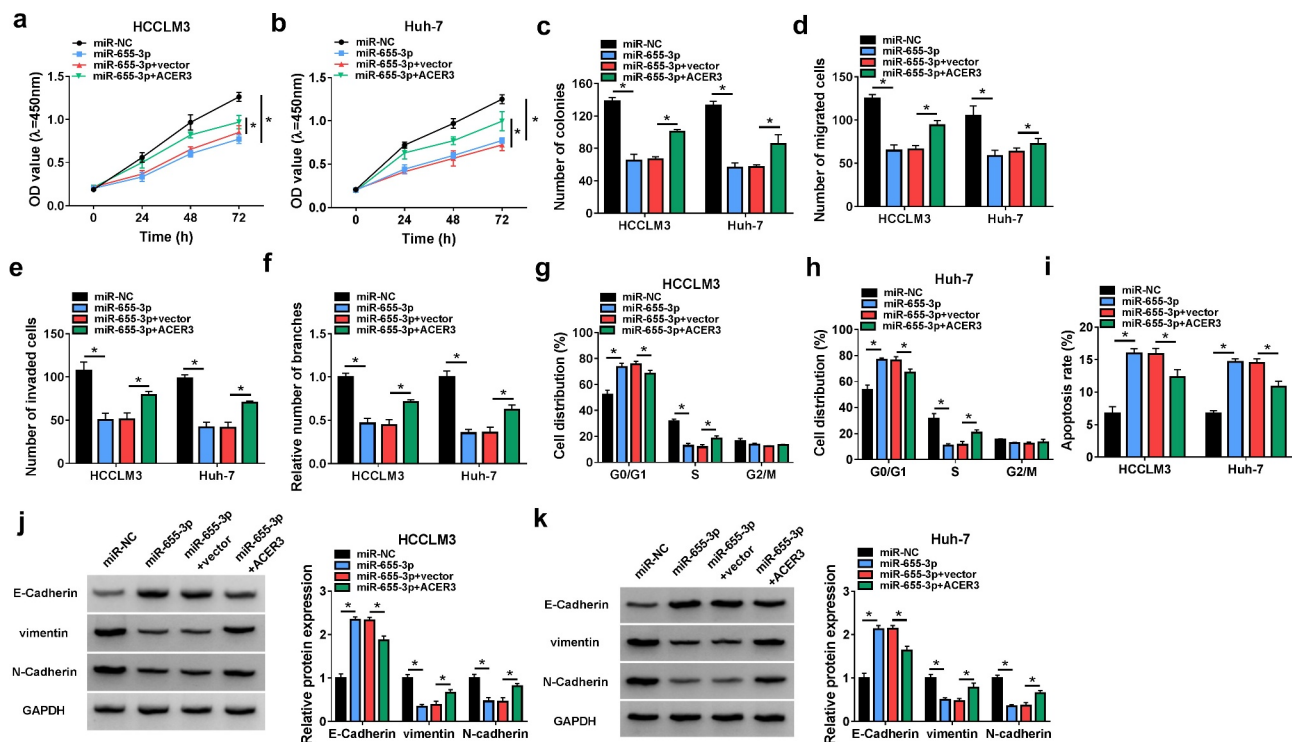 a
HCCLM3
miR-NC
miR-655-3p
miR-655-3p+vector
miR-655-3p+ACER3
OD value (λ=450nm)
1.5
1.0
0.5
0.0
0 24 48 72
Time (h)
*
*
b
Huh-7
miR-NC
miR-655-3p
miR-655-3p+vector
miR-655-3p+ACER3
OD value (λ=450nm)
1.5
1.0
0.5
0.0
0 24 48 72
Time (h)
*
*
c
miR-NC
miR-655-3p
miR-655-3p+vector
miR-655-3p+ACER3
Number of colonies
160
120
80
40
0
* * * *
HCCLM3 Huh-7
d
miR-NC
miR-655-3p
miR-655-3p+vector
miR-655-3p+ACER3
Number of migrated cells
150
100
50
0
* * * *
HCCLM3 Huh-7
e
miR-NC
miR-655-3p
miR-655-3p+vector
miR-655-3p+ACER3
Number of invaded cells
150
100
50
0
* * * *
HCCLM3 Huh-7
f
miR-NC
miR-655-3p
miR-655-3p+vector
miR-655-3p+ACER3
Relative number of branches
1.5
1.0
0.5
0.0
* * * *
HCCLM3 Huh-7
g
HCCLM3
miR-NC
miR-655-3p
miR-655-3p+vector
miR-655-3p+ACER3
Cell distribution (%)
100
80
60
40
20
0
* * * *
G0/G1 S G2/M
h
Huh-7
miR-NC
miR-655-3p
miR-655-3p+vector
miR-655-3p+ACER3
Cell distribution (%)
100
80
60
40
20
0
* * * *
G0/G1 S G2/M
i
miR-NC
miR-655-3p
miR-655-3p+vector
miR-655-3p+ACER3
Apoptosis rate (%)
20
15
10
5
0
* * * *
HCCLM3 Huh-7
j
miR-NC
miR-655-3p
miR-655-3p
+vector
miR-655-3p
+ACER3
E-Cadherin
vimentin
N-Cadherin
GAPDH
HCCLM3
miR-NC
miR-655-3p
miR-655-3p+vector
miR-655-3p+ACER3
Relative protein expression
3
2
1
0
* * * * * *
E-Cadherin vimentin N-cadherin
k
miR-NC
miR-655-3p
miR-655-3p
+vector
miR-655-3p
+ACER3
E-Cadherin
vimentin
N-Cadherin
GAPDH
Huh-7
miR-NC
miR-655-3p
miR-655-3p+vector
miR-655-3p+ACER3
Relative protein expression
3
2
1
0
* * * * * *
E-Cadherin vimentin N-cadherin